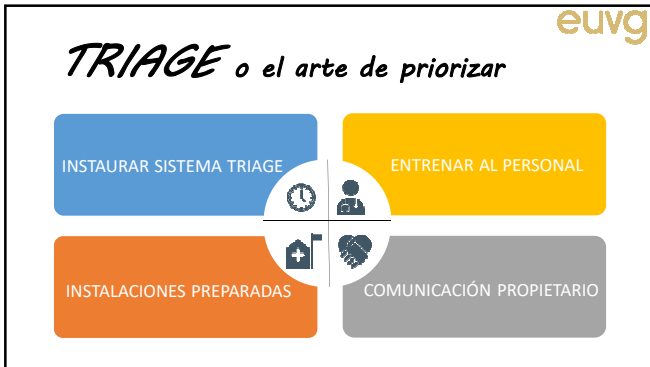 euvg
TRIAGE o el arte de priorizar
INSTAURAR SISTEMA TRIAGE
ENTRENAR AL PERSONAL
INSTALACIONES PREPARADAS
COMUNICACIÓN PROPIETARIO